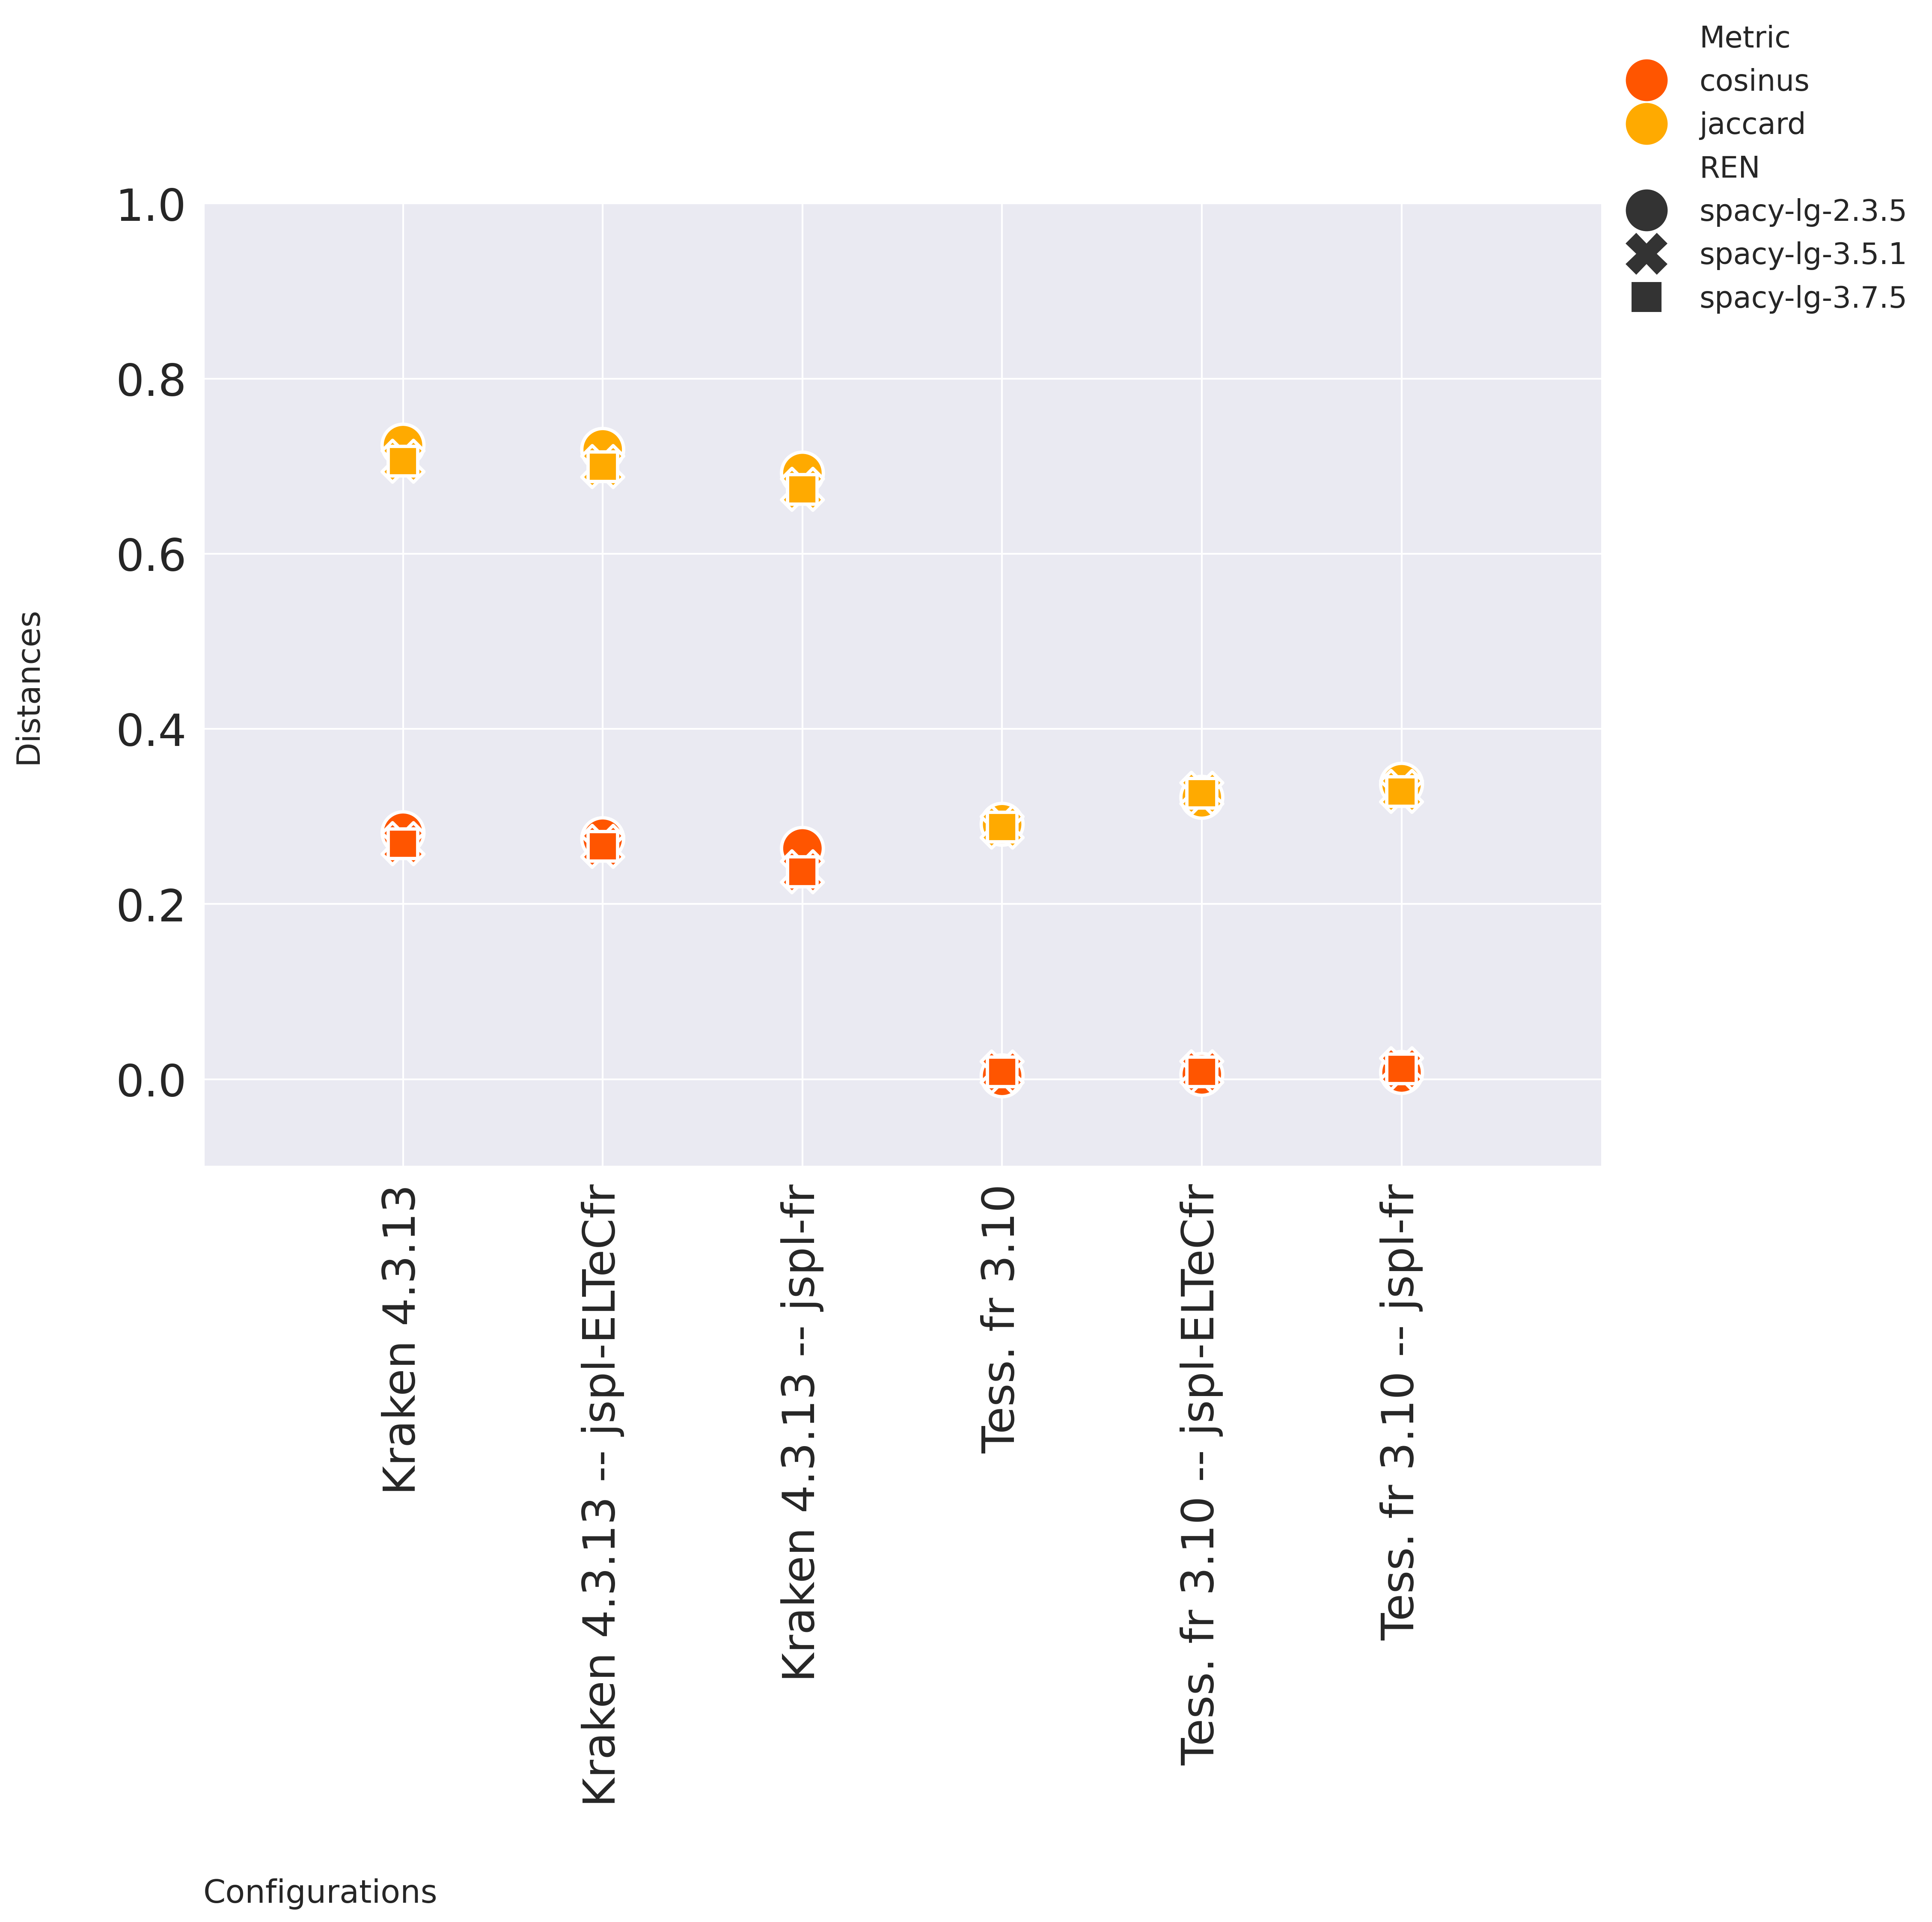 Metric
cosinus
jaccard
REN
spacy-lg-2.3.5
spacy-lg-3.5.1
spacy-lg-3.7.5
1.0
0.8
0.6
0.4
0.2
0.0
Distances
Kraken 4.3.13
Kraken 4.3.13 -- jspl-ELTeCfr
Kraken 4.3.13 -- jspl-fr
Tess. fr 3.10
Tess. fr 3.10 -- jspl-ELTeCfr
Tess. fr 3.10 -- jspl-fr
Configurations